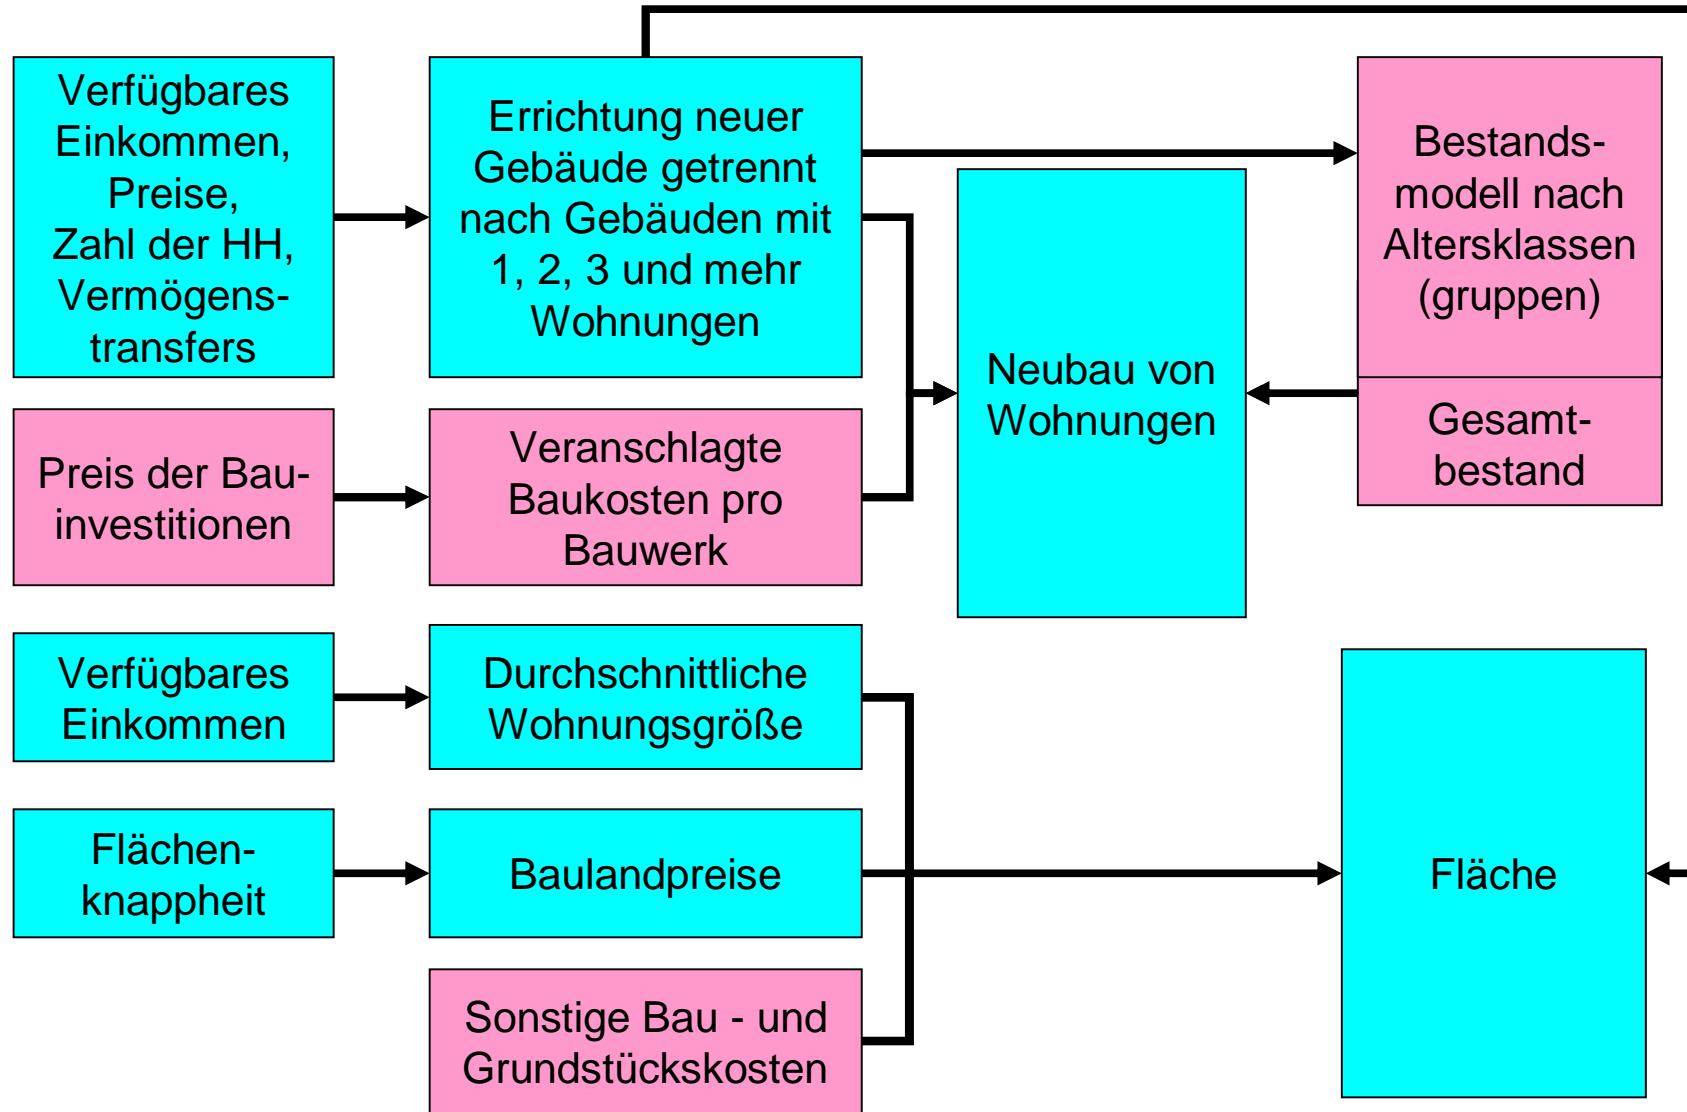 Verfügbares
Einkommen,
Preise,
Zahl der HH,
Vermögens-
transfers
Errichtung neuer
Gebäude getrennt
nach Gebäuden mit
1, 2, 3 und mehr
Wohnungen
Neubau von
Wohnungen
Bestands-
modell nach
Altersklassen
(gruppen)
Gesamt-
bestand
Preis der Bau-
investitionen
Veranschlagte
Baukosten pro
Bauwerk
Verfügbares
Einkommen
Durchschnittliche
Wohnungsgröße
Flächen-
knappheit
Baulandpreise
Fläche
Sonstige Bau - und
Grundstückskosten